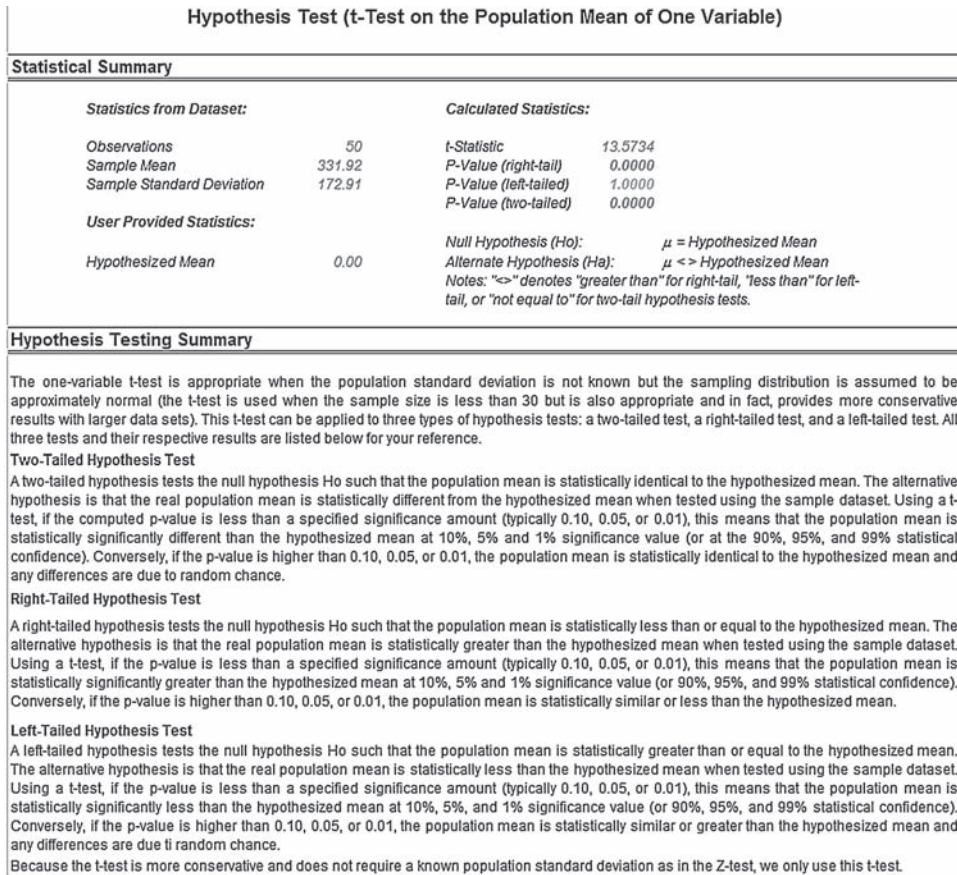 Hypothesis Test (t-Test on the Population Mean of One Variable)
Statistical Summary
Statistics from Dataset:
Observations 50
Sample Mean 331.92
Sample Standard Deviation 172.91
User Provided Statistics:
Hypothesized Mean 0.00
Calculated Statistics:
t-Statistic 13.5734
P-Value (right-tail) 0.0000
P-Value (left-tailed) 1.0000
P-Value (two-tailed) 0.0000
Null Hypothesis (Ho): μ = Hypothesized Mean
Alternate Hypothesis (Ha): μ <> Hypothesized Mean
Notes: "<>" denotes "greater than" for right-tail, "less than" for left-
tail, or "not equal to" for two-tail hypothesis tests.
Hypothesis Testing Summary
The one-variable t-test is appropriate when the population standard deviation is not known but the sampling distribution is assumed to be
approximately normal (the t-test is used when the sample size is less than 30 but is also appropriate and in fact, provides more conservative
results with larger data sets). This t-test can be applied to three types of hypothesis tests: a two-tailed test, a right-tailed test, and a left-tailed test. All
three tests and their respective results are listed below for your reference.
Two-Tailed Hypothesis Test
A two-tailed hypothesis tests the null hypothesis Ho such that the population mean is statistically identical to the hypothesized mean. The alternative
hypothesis is that the real population mean is statistically different from the hypothesized mean when tested using the sample dataset. Using a t-
test, if the computed p-value is less than a specified significance amount (typically 0.10, 0.05, or 0.01), this means that the population mean is
statistically significantly different than the hypothesized mean at 10%, 5% and 1% significance value (or at the 90%, 95%, and 99% statistical
confidence). Conversely, if the p-value is higher than 0.10, 0.05, or 0.01, the population mean is statistically identical to the hypothesized mean and
any differences are due to random chance.
Right-Tailed Hypothesis Test
A right-tailed hypothesis tests the null hypothesis Ho such that the population mean is statistically less than or equal to the hypothesized mean. The
alternative hypothesis is that the real population mean is statistically greater than the hypothesized mean when tested using the sample dataset.
Using a t-test, if the p-value is less than a specified significance amount (typically 0.10, 0.05, or 0.01), this means that the population mean is
statistically significantly greater than the hypothesized mean at 10%, 5% and 1% significance value (or 90%, 95%, and 99% statistical confidence).
Conversely, if the p-value is higher than 0.10, 0.05, or 0.01, the population mean is statistically similar or less than the hypothesized mean.
Left-Tailed Hypothesis Test
A left-tailed hypothesis tests the null hypothesis Ho such that the population mean is statistically greater than or equal to the hypothesized mean.
The alternative hypothesis is that the real population mean is statistically less than the hypothesized mean when tested using the sample dataset.
Using a t-test, if the p-value is less than a specified significance amount (typically 0.10, 0.05, or 0.01), this means that the population mean is
statistically significantly less than the hypothesized mean at 10%, 5%, and 1% significance value (or 90%, 95%, and 99% statistical confidence).
Conversely, if the p-value is higher than 0.10, 0.05, or 0.01, the population mean is statistically similar or greater than the hypothesized mean and
any differences are due ti random chance.
Because the t-test is more conservative and does not require a known population standard deviation as in the Z-test, we only use this t-test.